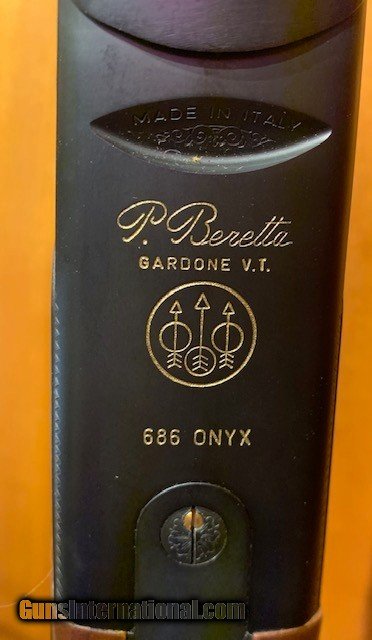 MADE IN ITALY
P. Beretta
GARDONE V.T.
686 ONYX
GunsInternational.com